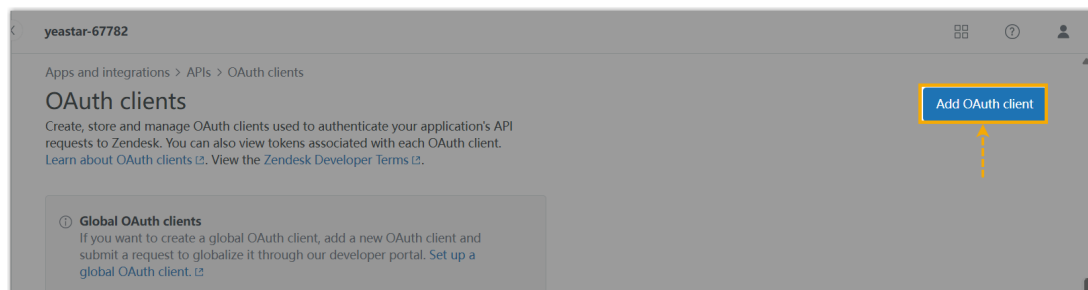 yeastar-67782
Apps and integrations > APIs > OAuth clients
OAuth clients
Add OAuth client
Create, store and manage OAuth clients used to authenticate your application's API
requests to Zendesk. You can also view tokens associated with each OAuth client.
Learn about OAuth clients. View the Zendesk Developer Terms.
Global OAuth clients
If you want to create a global OAuth client, add a new OAuth client and
submit a request to globalize it through our developer portal. Set up a
global OAuth client.